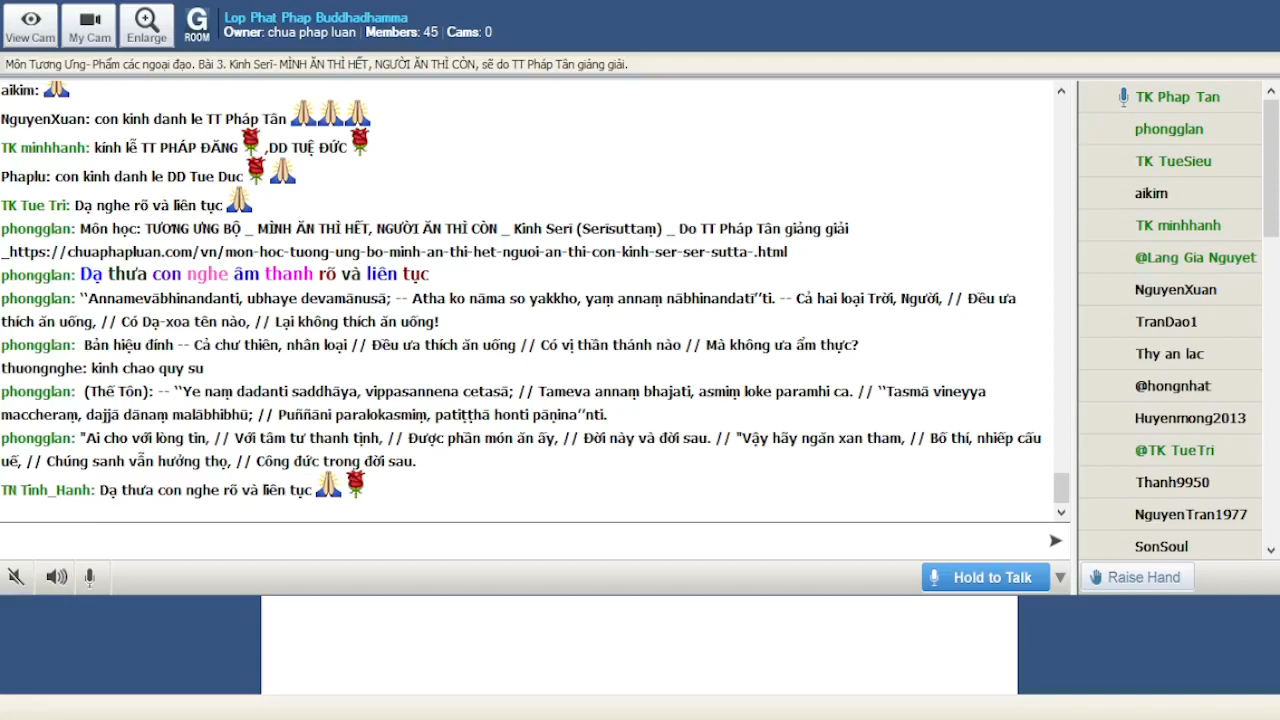 View Cam
My Cam
Enlarge
G
ROOM
Lop Phat Phap Buddhadhamma
Owner: chua phap luan | Members: 45 | Cams: 0
Môn Tương Ưng- Phẩm các ngoại đạo. Bài 3. Kinh Serī- MÌNH ĂN THÌ HẾT, NGƯỜI ĂN THÌ CÒN, sẽ do TT Pháp Tân giảng giải.
aikim:
NguyenXuan: con kinh danh le TT Pháp Tân
TK minhhanh: kính lễ TT PHÁP ĐĂNG ,DD TUỆ ĐỨC
Phaplu: con kinh danh le DD Tue Duc
TK Tue Tri: Dạ nghe rõ và liên tục
phongglan: Môn học: TƯƠNG ƯNG BỘ _ MÌNH ĂN THÌ HẾT, NGƯỜI ĂN THÌ CÒN _ Kinh Serī (Serīsuttaṃ) _ Do TT Pháp Tân giảng giải
_https://chuaphapluan.com/vn/mon-hoc-tuong-ung-bo-minh-an-thi-het-nguoi-an-thi-con-kinh-ser-ser-sutta-.html
phongglan: Dạ thưa con nghe âm thanh rõ và liên tục
phongglan: ‘‘Annamevābhinandanti, ubhaye devamānusā; -- Atha ko nāma so yakkho, yaṃ annaṃ nābhinandatī’’ti. -- Cả hai loại Trời, Người, // Đều ưa
thích ăn uống, // Có Dạ-xoa tên nào, // Lại không thích ăn uống!
phongglan: Bản hiệu đính -- Cả chư thiên, nhân loại // Đều ưa thích ăn uống // Có vị thần thánh nào // Mà không ưa ẩm thực?
thuongnghe: kinh chao quy su
phongglan: (Thế Tôn): -- ‘‘Ye naṃ dadanti saddhāya, vippasannena cetasā; // Tameva annaṃ bhajati, asmiṃ loke paramhi ca. // ‘‘Tasmā vineyya
maccheraṃ, dajjā dānaṃ malābhibhū; // Puññāni paralokasmiṃ, patiṭṭhā honti pāṇina’’nti.
phongglan: "Ai cho với lòng tin, // Với tâm tư thanh tịnh, // Được phần món ăn ấy, // Đời này và đời sau. // "Vậy hãy ngăn xan tham, // Bố thí, nhiếp cấu
uế, // Chúng sanh vẫn hưởng thọ, // Công đức trong đời sau.
TN Tinh_Hanh: Dạ thưa con nghe rõ và liên tục
Hold to Talk
TK Phap Tan
phongglan
TK TueSieu
aikim
TK minhhanh
@Lang Gia Nguyet
NguyenXuan
TranDao1
Thy an lac
@hongnhat
Huyenmong2013
@TK TueTri
Thanh9950
NguyenTran1977
SonSoul
Raise Hand